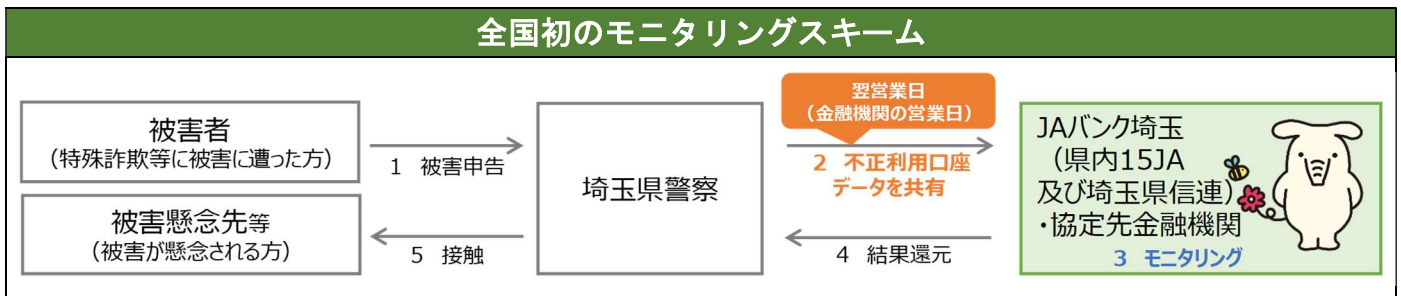 全国初のモニタリングスキーム
被害者
（特殊詐欺等に被害に遭った方）
1 被害申告
被害懸念先等
（被害が懸念される方）
5 接触
埼玉県警察
翌営業日
（金融機関の営業日）
2 不正利用口座
データを共有
4 結果還元
JAバンク埼玉
（県内15JA
及び埼玉県信連）
・協定先金融機関
3 モニタリング